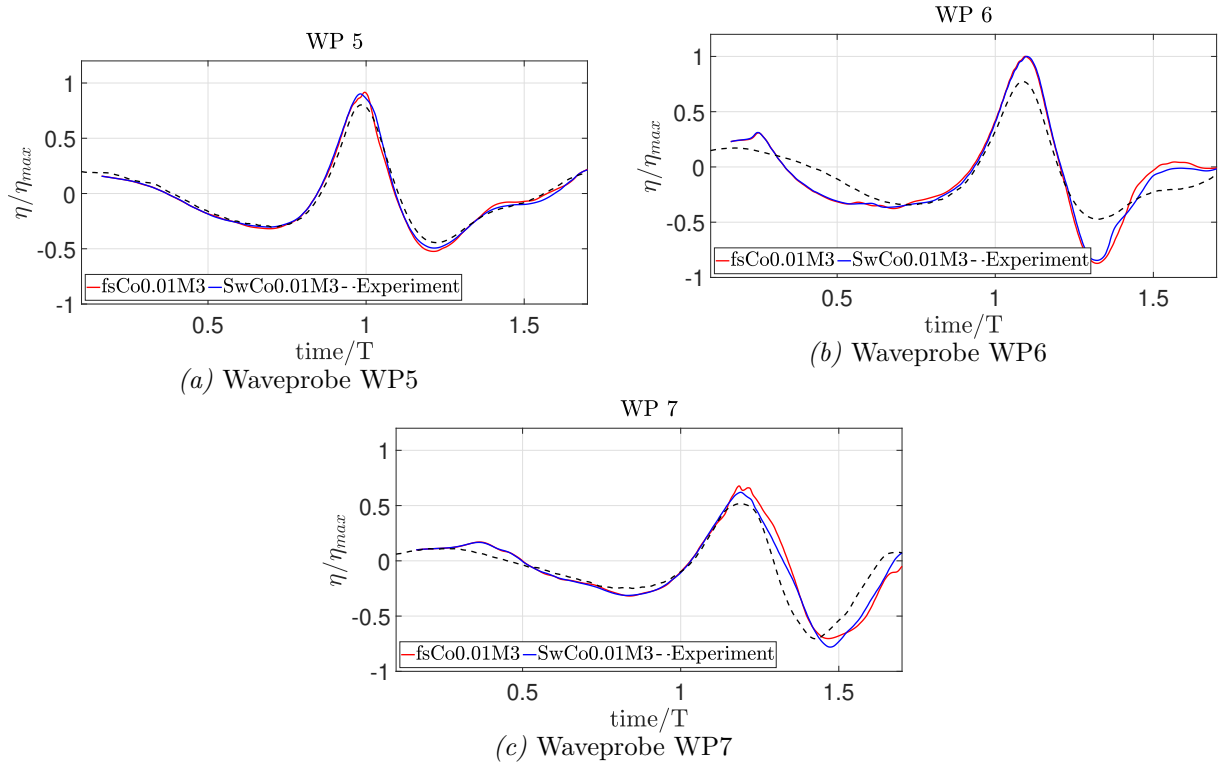 WP 5
η/η_max
1
0.5
0
-0.5
-1
fsCo0.01M3 SwCo0.01M3 Experiment
0.5 1 1.5
time/T
(a) Waveprobe WP5
WP 6
η/η_max
1
0.5
0
-0.5
-1
fsCo0.01M3 SwCo0.01M3 Experiment
0.5 1 1.5
time/T
(b) Waveprobe WP6
WP 7
η/η_max
1
0.5
0
-0.5
-1
fsCo0.01M3 SwCo0.01M3 Experiment
0.5 1 1.5
time/T
(c) Waveprobe WP7